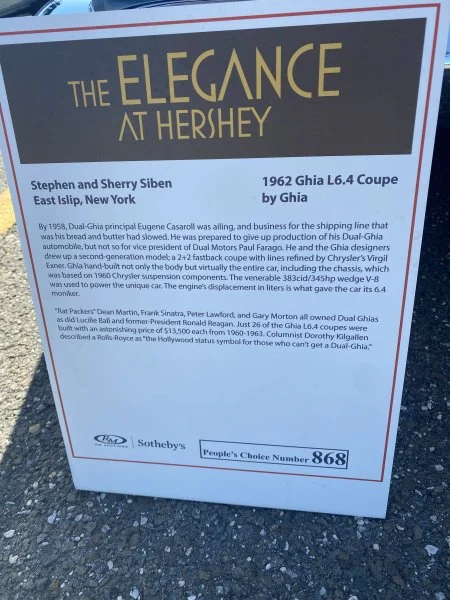 THE ELEGANCE
AT HERSHEY
Stephen and Sherry Siben
East Islip, New York
1962 Ghia L6.4 Coupe
by Ghia
By 1958, Dual-Ghia principal Eugene Casaroll was ailing, and business for the shipping line that
was his bread and butter had slowed. He was prepared to give up production of his Dual-Ghia
automobile, but not so for vice president of Dual Motors Paul Farago. He and the Ghia designers
drew up a second-generation model; a 2+2 fastback coupe with lines refined by Chrysler's Virgil
Exner. Ghia hand-built not only the body but virtually the entire car, including the chassis, which
was based on 1960 Chrysler suspension components. The venerable 383cid/345hp wedge V-8
was used to power the unique car. The engine's displacement in liters is what gave the car its 6.4
moniker.
"Rat Packers" Dean Martin, Frank Sinatra, Peter Lawford, and Gary Morton all owned Dual Ghias
as did Lucille Ball and former-President Ronald Reagan. Just 26 of the Ghia L6.4 coupes were
built with an astonishing price of $13,500 each from 1960-1963. Columnist Dorothy Kilgallen
described a Rolls-Royce as "the Hollywood status symbol for those who can't get a Dual-Ghia."
RM
RM AUCTIONS
Sotheby's
People's Choice Number 868